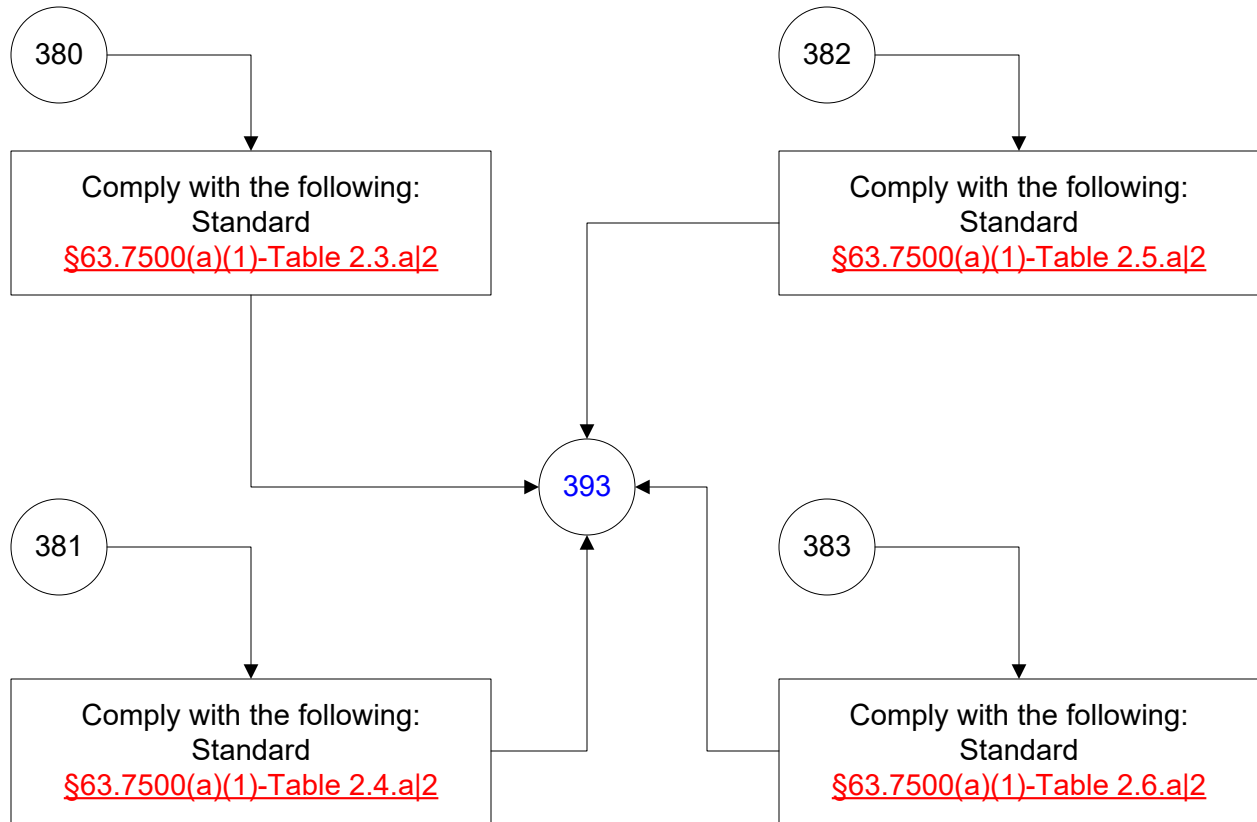 380
382
Comply with the following:
Standard
§63.7500(a)(1)-Table 2.3.a|2
Comply with the following:
Standard
§63.7500(a)(1)-Table 2.5.a|2
393
381
383
Comply with the following:
Standard
§63.7500(a)(1)-Table 2.4.a|2
Comply with the following:
Standard
§63.7500(a)(1)-Table 2.6.a|2